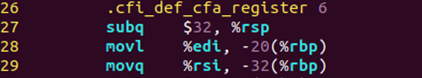 26 .cfi_def_cfa_register 6
27 subq $32, %rsp
28 movl %edi, -20(%rbp)
29 movq %rsi, -32(%rbp)